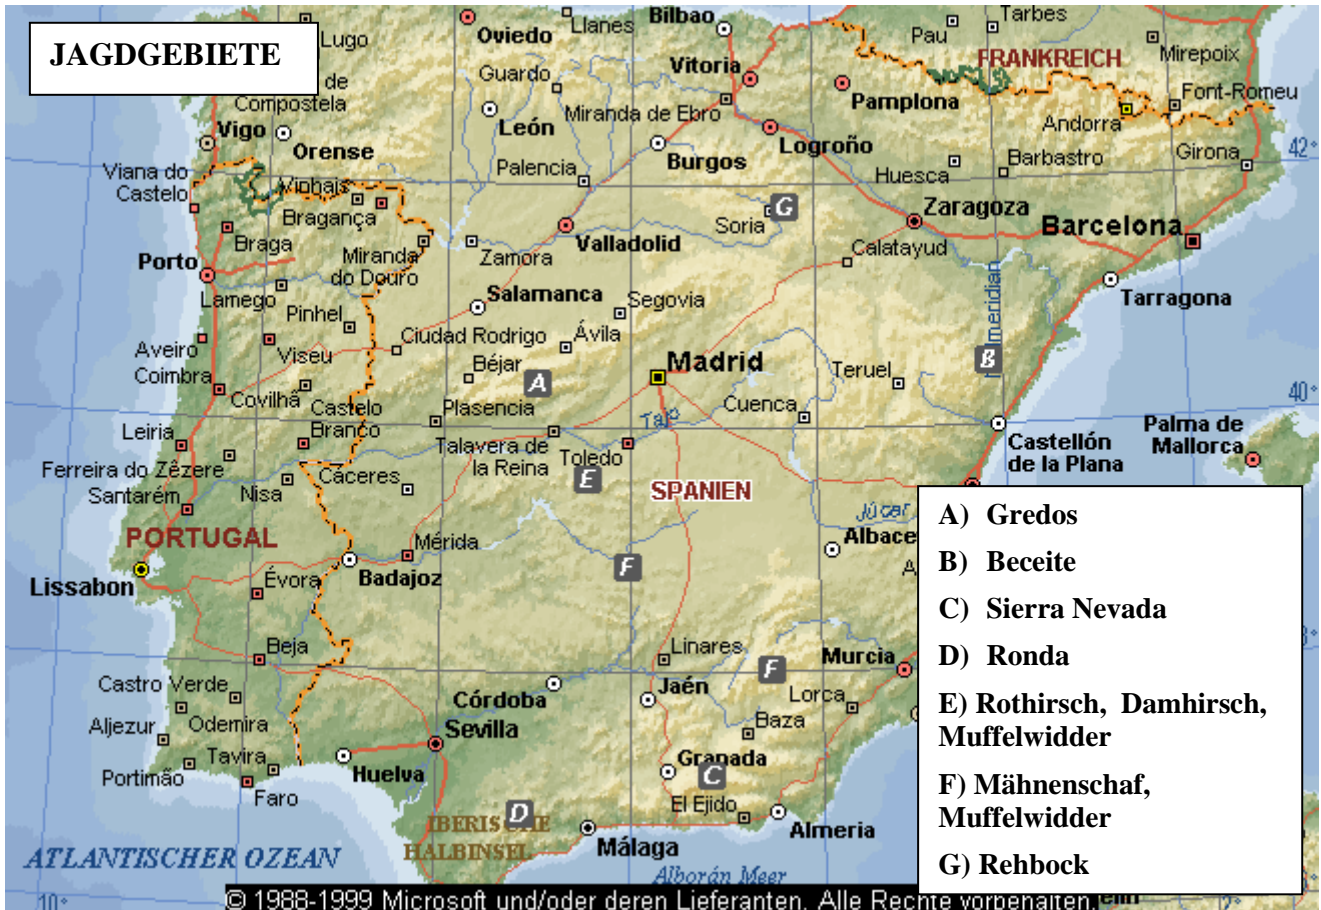 JAGDGEBIETE
Lugo
Oviedo
Llanes
Bilbao
Pau
Tarbes
Mirepoix
FRANKREICH
de
Compostela
Guardo
Vitoria
Pamplona
Font-Romeu
Andorra
León
Miranda de Ebro
Vigo
Orense
Burgos
Logroño
Huesca
Barbastro
Girona
42°
Viana do
Castelo
Vinhais
Bragança
Palencia
Soria
G
Zaragoza
Barcelona
Braga
Miranda
do Douro
Zamora
Valladolid
Calatayud
Porto
Lamego
Pinhel
Salamanca
Segovia
Tarragona
Aveiro
Viseu
Ciudad Rodrigo
Ávila
Coimbra
Béjar
A
Madrid
Teruel
B
Covilhã
Castelo
Branco
Plasencia
Tajo
Cuenca
40°
Leiria
Talavera de
la Reina
Toledo
Castellón
de la Plana
Palma de
Mallorca
Ferreira do Zêzere
Santarém
Nisa
Cáceres
E
SPANIEN
Júcar
PORTUGAL
Mérida
Albace
Lissabon
Badajoz
F
A
Évora
Beja
Linares
F
Murcia
Castro Verde
Córdoba
Jaén
Lorca
Aljezur
Odemira
Sevilla
Baza
Portimão
Tavira
Huelva
Granada
C
Faro
El Ejido
D
IBERISCHE
HALBINSEL
Málaga
Almeria
ATLANTISCHER OZEAN
Alborán Meer
10°
A) Gredos
B) Beceite
C) Sierra Nevada
D) Ronda
E) Rothirsch, Damhirsch,
Muffelwidder
F) Mähnenschaf,
Muffelwidder
G) Rehbock
© 1988-1999 Microsoft und/oder deren Lieferanten. Alle Rechte vorbehalten.
2°